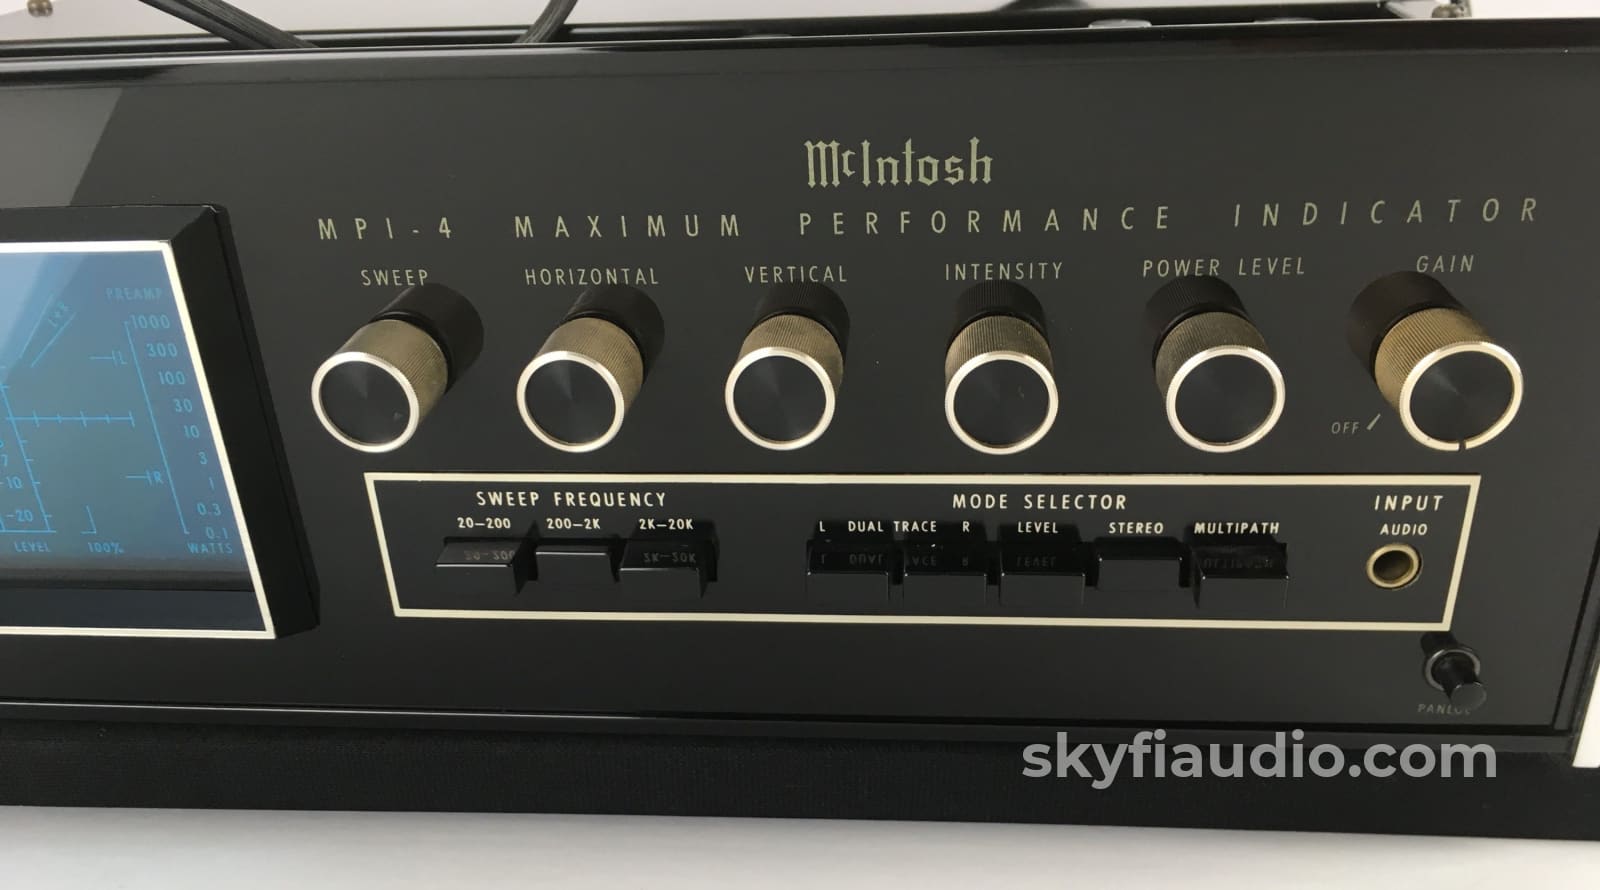 McIntosh
MPI-4 MAXIMUM PERFORMANCE INDICATOR
SWEEP HORIZONTAL VERTICAL INTENSITY POWER LEVEL GAIN
OFF
PREAMP
L+R
1000
L
300
100
30
10
3
R
1
0.3
0.1
7
-10
-20
LEVEL 100% WATTS
SWEEP FREQUENCY
20-200 200-2K 2K-20K
MODE SELECTOR
L DUAL TRACE R LEVEL STEREO MULTIPATH
INPUT
AUDIO
skyfiaudio.com